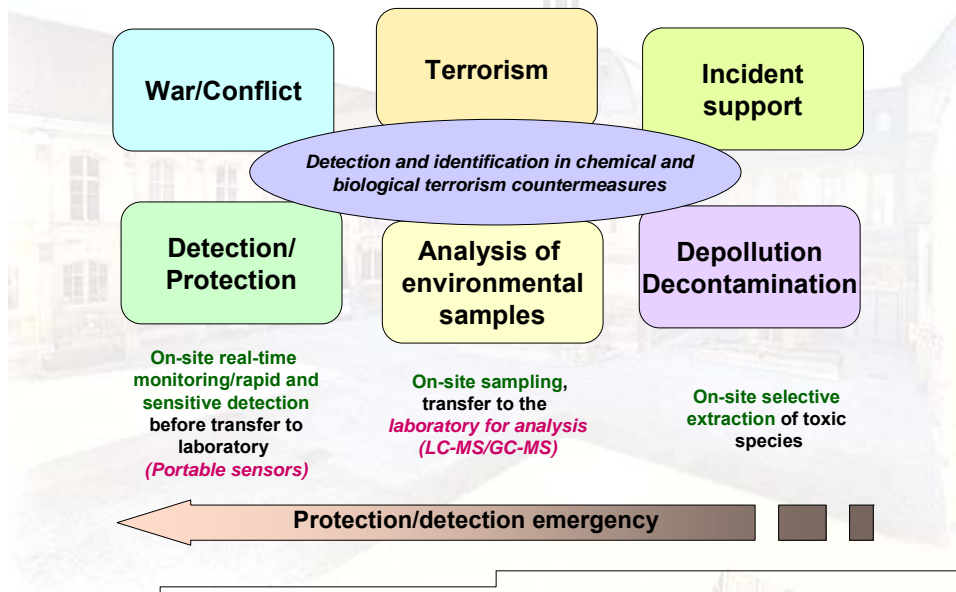 War/Conflict
Terrorism
Incident
support
Detection and identification in chemical and
biological terrorism countermeasures
Detection/
Protection
Analysis of
environmental
samples
Depollution
Decontamination
On-site real-time
monitoring/rapid and
sensitive detection
before transfer to
laboratory
(Portable sensors)
On-site sampling,
transfer to the
laboratory for analysis
(LC-MS/GC-MS)
On-site selective
extraction of toxic
species
Protection/detection emergency